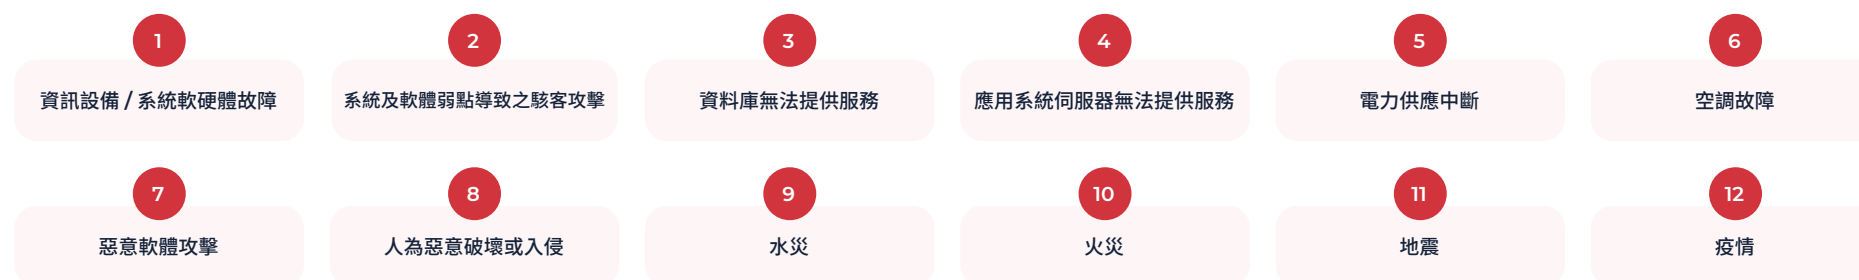 1
資訊設備 / 系統軟硬體故障
2
系統及軟體弱點導致之駭客攻擊
3
資料庫無法提供服務
4
應用系統伺服器無法提供服務
5
電力供應中斷
6
空調故障
7
惡意軟體攻擊
8
人為惡意破壞或入侵
9
水災
10
火災
11
地震
12
疫情